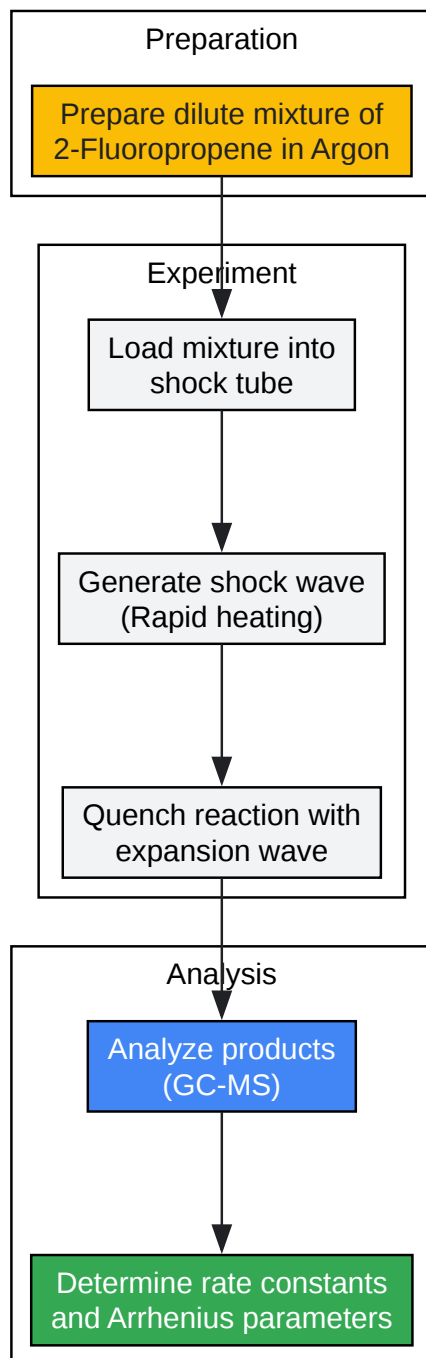 Preparation
Prepare dilute mixture of
2-Fluoropropene in Argon
Experiment
Load mixture into
shock tube
Generate shock wave
(Rapid heating)
Quench reaction with
expansion wave
Analysis
Analyze products
(GC-MS)
Determine rate constants
and Arrhenius parameters